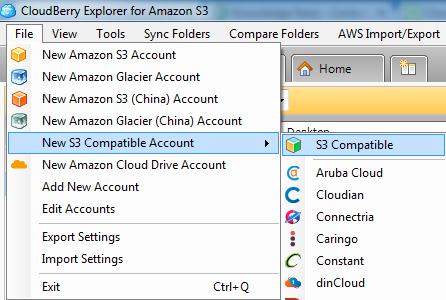 CloudBerry Explorer for Amazon S3
File View Tools Sync Folders Compare Folders AWS Import/Export
New Amazon S3 Account
New Amazon Glacier Account
New Amazon S3 (China) Account
New Amazon Glacier (China) Account
New S3 Compatible Account
New Amazon Cloud Drive Account
Add New Account
Edit Accounts
Export Settings
Import Settings
Exit Ctrl+Q
Home
Desktop
S3 Compatible
Aruba Cloud
Cloudian
Connectria
Caringo
Constant
dinCloud